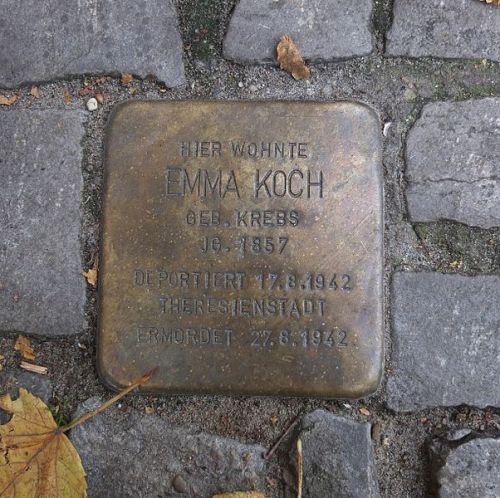 HIER WOHNTE
EMMA KOCH
GEB. KREBS
JG. 1857
DEPORTIERT 17.8.1942
THERESIENSTADT
ERMORDET 27.8.1942